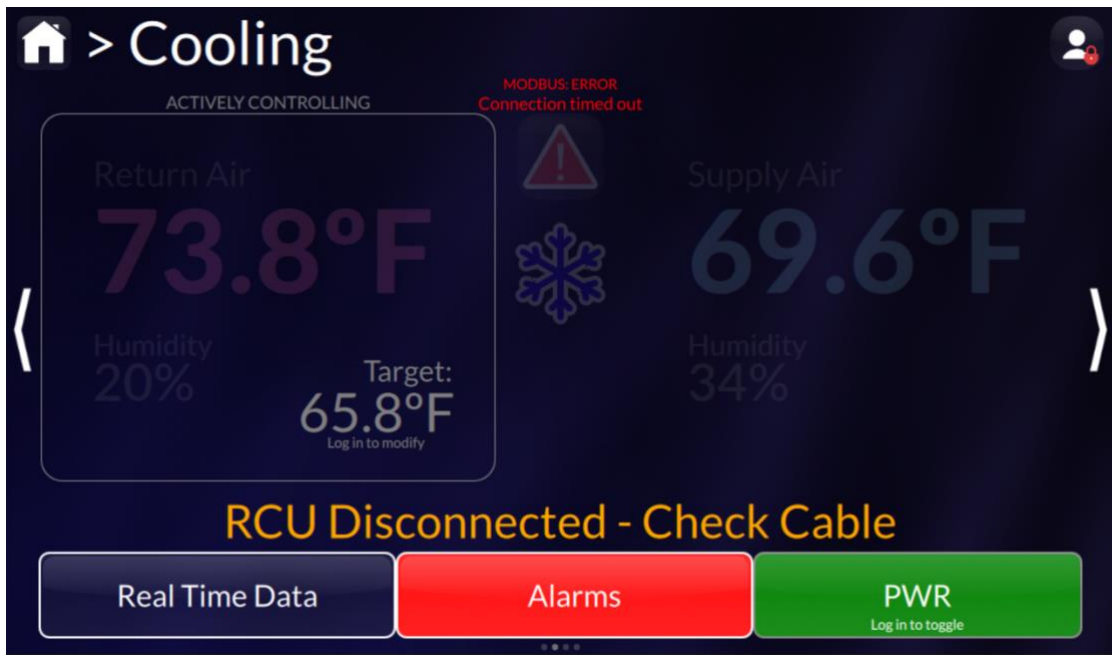 > Cooling
ACTIVELY CONTROLLING
MODBUS: ERROR
Connection timed out
Return Air
73.8°F
Humidity
20%
Target:
65.8°F
Log in to modify
Supply Air
69.6°F
Humidity
34%
RCU Disconnected - Check Cable
Real Time Data
Alarms
PWR
Log in to toggle